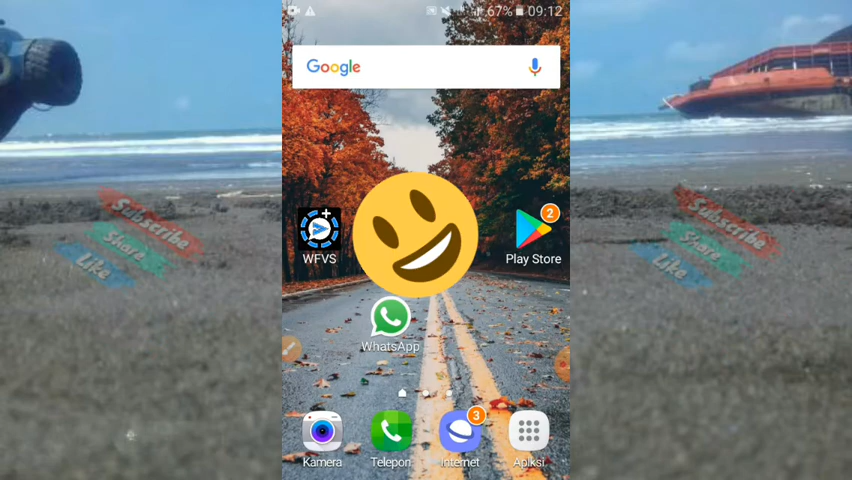 67% 09:12
Google
2
WFVS
Play Store
WhatsApp
3
Kamera
Telepon
Internet
Aplikasi
Subscribe
Share
Like
Subscribe
Share
Like